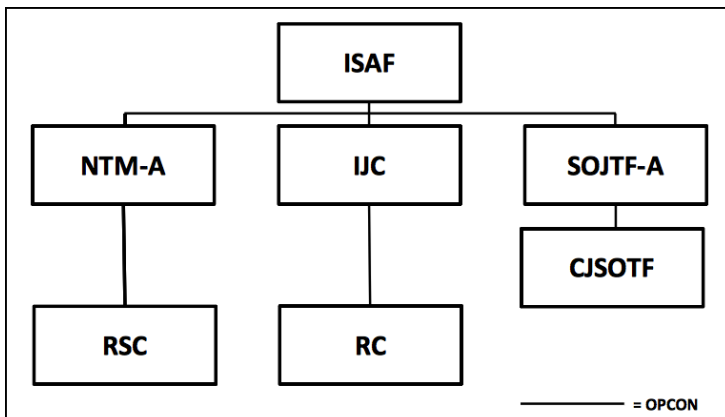 ISAF
NTM-A
IJC
SOJTF-A
CJSOTF
RSC
RC
= OPCON